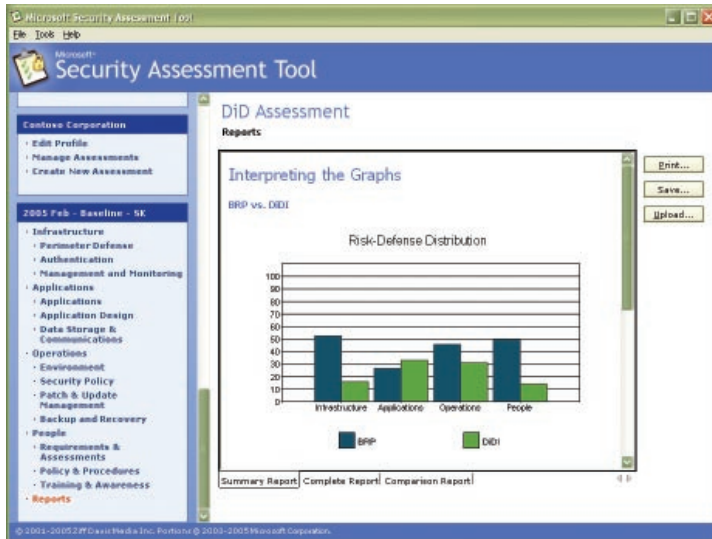 Microsoft Security Assessment Tool
File Tools Help
Microsoft
Security Assessment Tool
Contoso Corporation
Edit Profile
Manage Assessments
Create New Assessment
2005 Feb - Baseline - SK
Infrastructure
Perimeter Defense
Authentication
Management and Monitoring
Applications
Applications
Application Design
Data Storage &
Communications
Operations
Environment
Security Policy
Patch & Update
Management
Backup and Recovery
People
Requirements &
Assessments
Policy & Procedures
Training & Awareness
Reports
DiD Assessment
Reports
Interpreting the Graphs
BRP vs. DiDI
Risk-Defense Distribution
100
90
80
70
60
50
40
30
20
10
0
Infrastructure Applications Operations People
BRP DiDI
Summary Report Complete Report Comparison Report
Print...
Save...
Upload...
© 2001-2005 Ziff Davis Media Inc. Portions © 2003-2005 Microsoft Corporation.